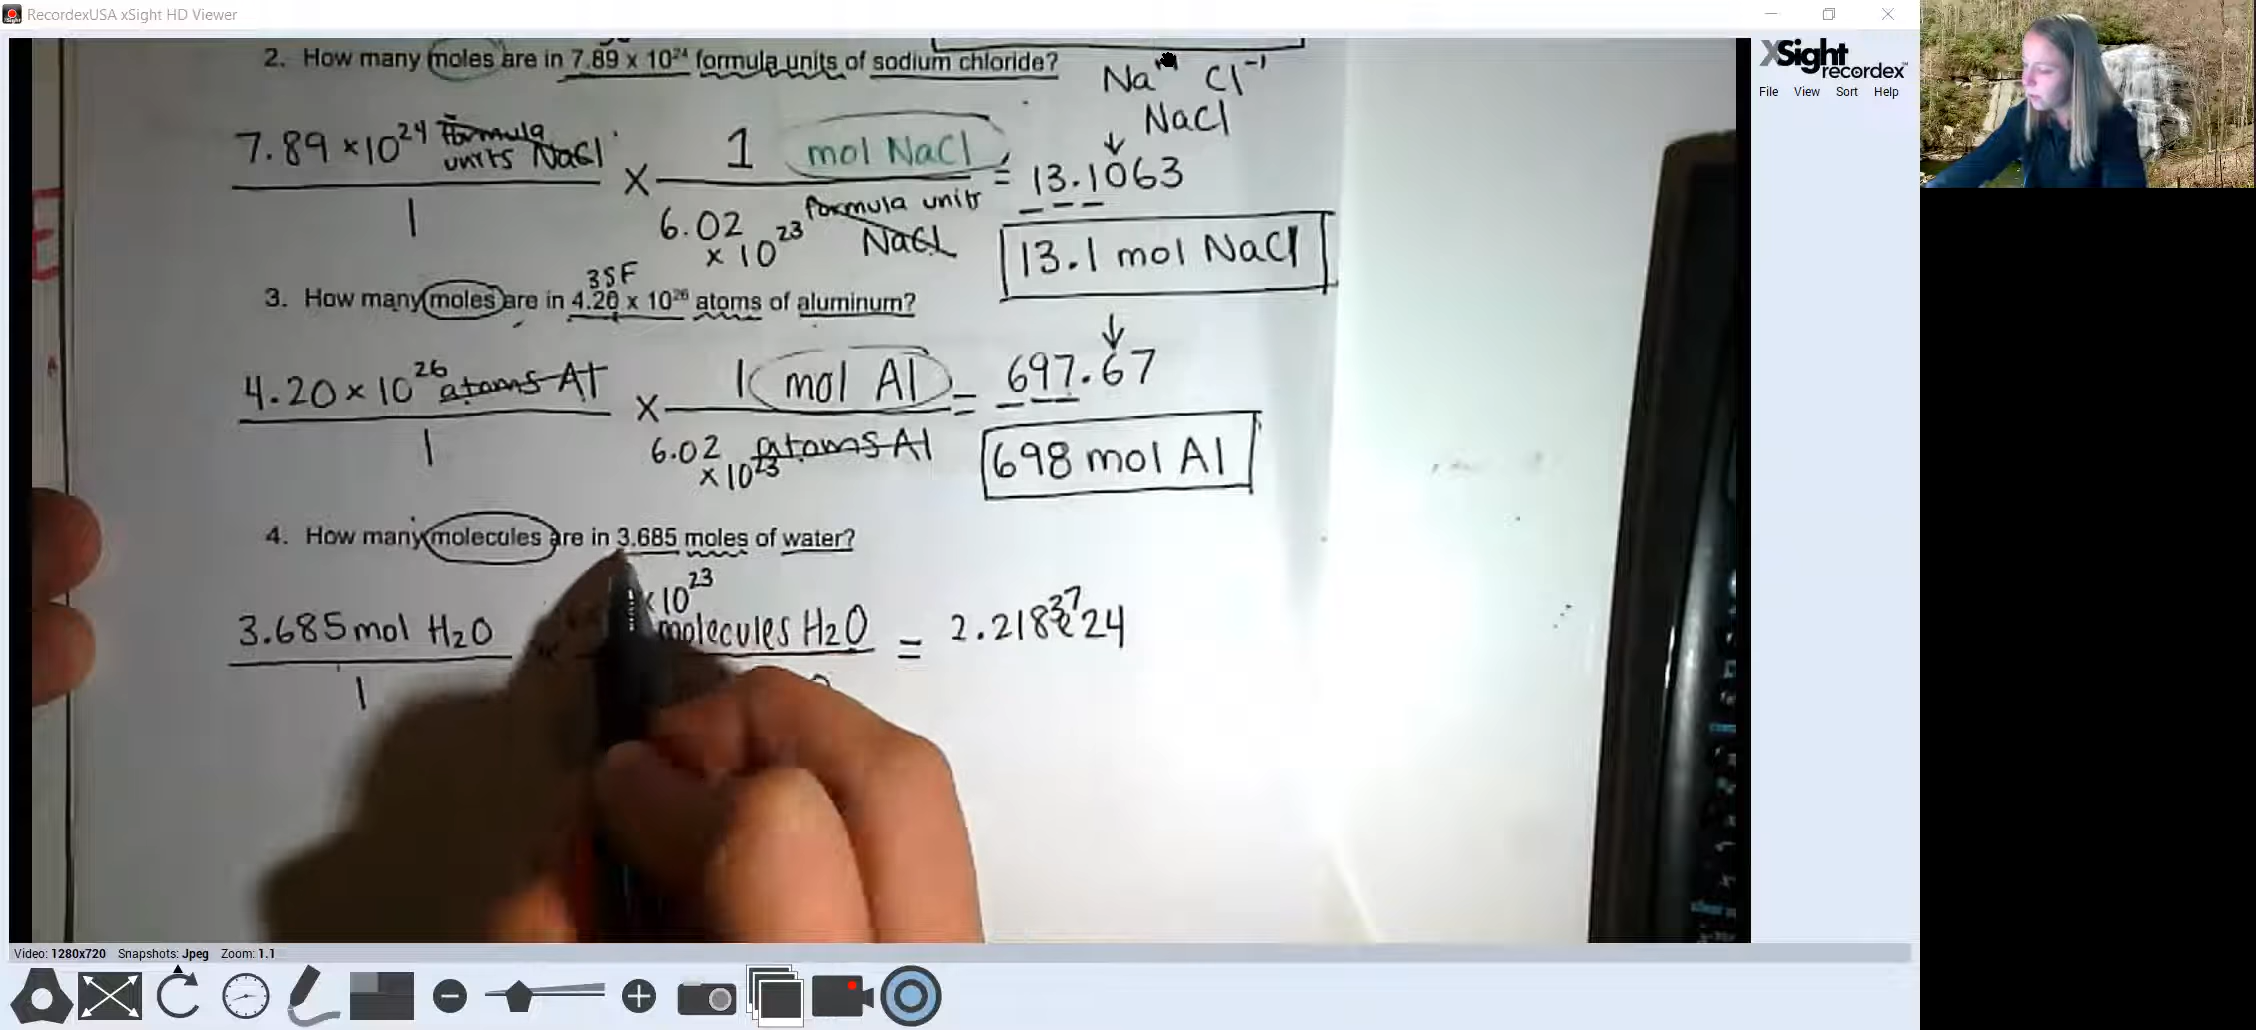 RecordexUSA xSight HD Viewer
XSight
recordex
File View Sort Help
2. How many moles are in 7.89 x 10²⁴ formula units of sodium chloride?
Na⁺¹ Cl⁻¹
NaCl
7.89 × 10²⁴ formula units NaCl × 1 mol NaCl = 13.1063
1 6.02 × 10²³ formula units NaCl
13.1 mol NaCl
3SF
3. How many moles are in 4.20 x 10²⁶ atoms of aluminum?
4.20 × 10²⁶ atoms Al × 1 mol Al = 697.67
1 6.02 × 10²³ atoms Al
698 mol Al
4. How many molecules are in 3.685 moles of water?
× 10²³
3.685 mol H₂O molecules H₂O = 2.2183724
1
Video: 1280x720 Snapshots: Jpeg Zoom: 1.1